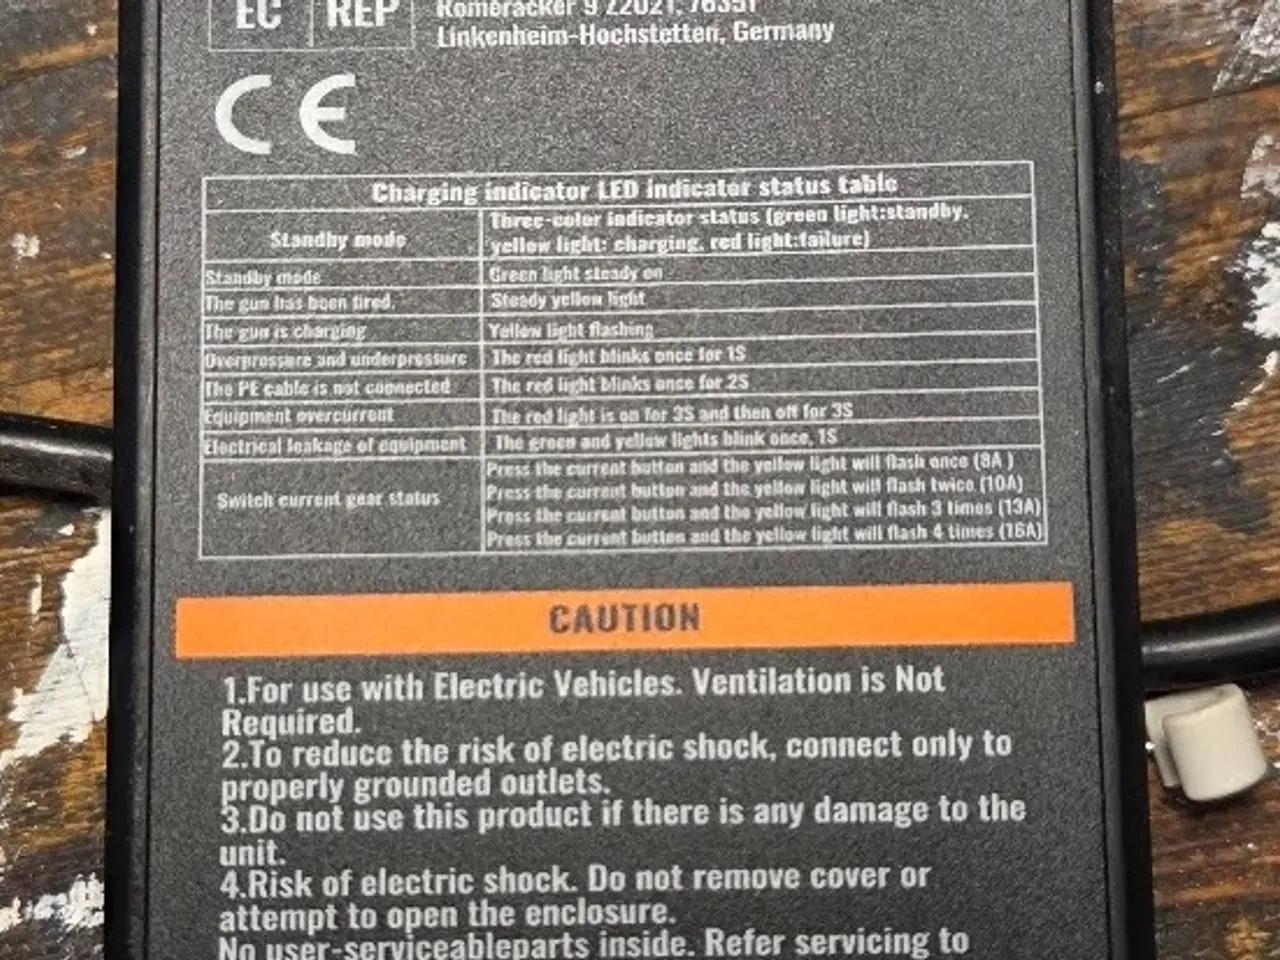 EC REP
Romeracker 9 Z2021, 76351
Linkenheim-Hochstetten, Germany
CE
Charging indicator LED indicator status table
Standby mode
Three-color indicator status (green light:standby,
yellow light: charging, red light:failure)
Standby mode Green light steady on
The gun has been tired. Steady yellow light
The gun is charging Yellow light flashing
Overpressure and underpressure The red light blinks once for 1S
The PE cable is not connected The red light blinks once for 2S
Equipment overcurrent The red light is on for 3S and then off for 3S
Electrical leakage of equipment The green and yellow lights blink once, 1S
Switch current gear status
Press the current button and the yellow light will flash once (8A )
Press the current button and the yellow light will flash twice (10A)
Press the current button and the yellow light will flash 3 times (13A)
Press the current button and the yellow light will flash 4 times (16A)
CAUTION
1.For use with Electric Vehicles. Ventilation is Not
Required.
2.To reduce the risk of electric shock, connect only to
properly grounded outlets.
3.Do not use this product if there is any damage to the
unit.
4.Risk of electric shock. Do not remove cover or
attempt to open the enclosure.
No user-serviceableparts inside. Refer servicing to